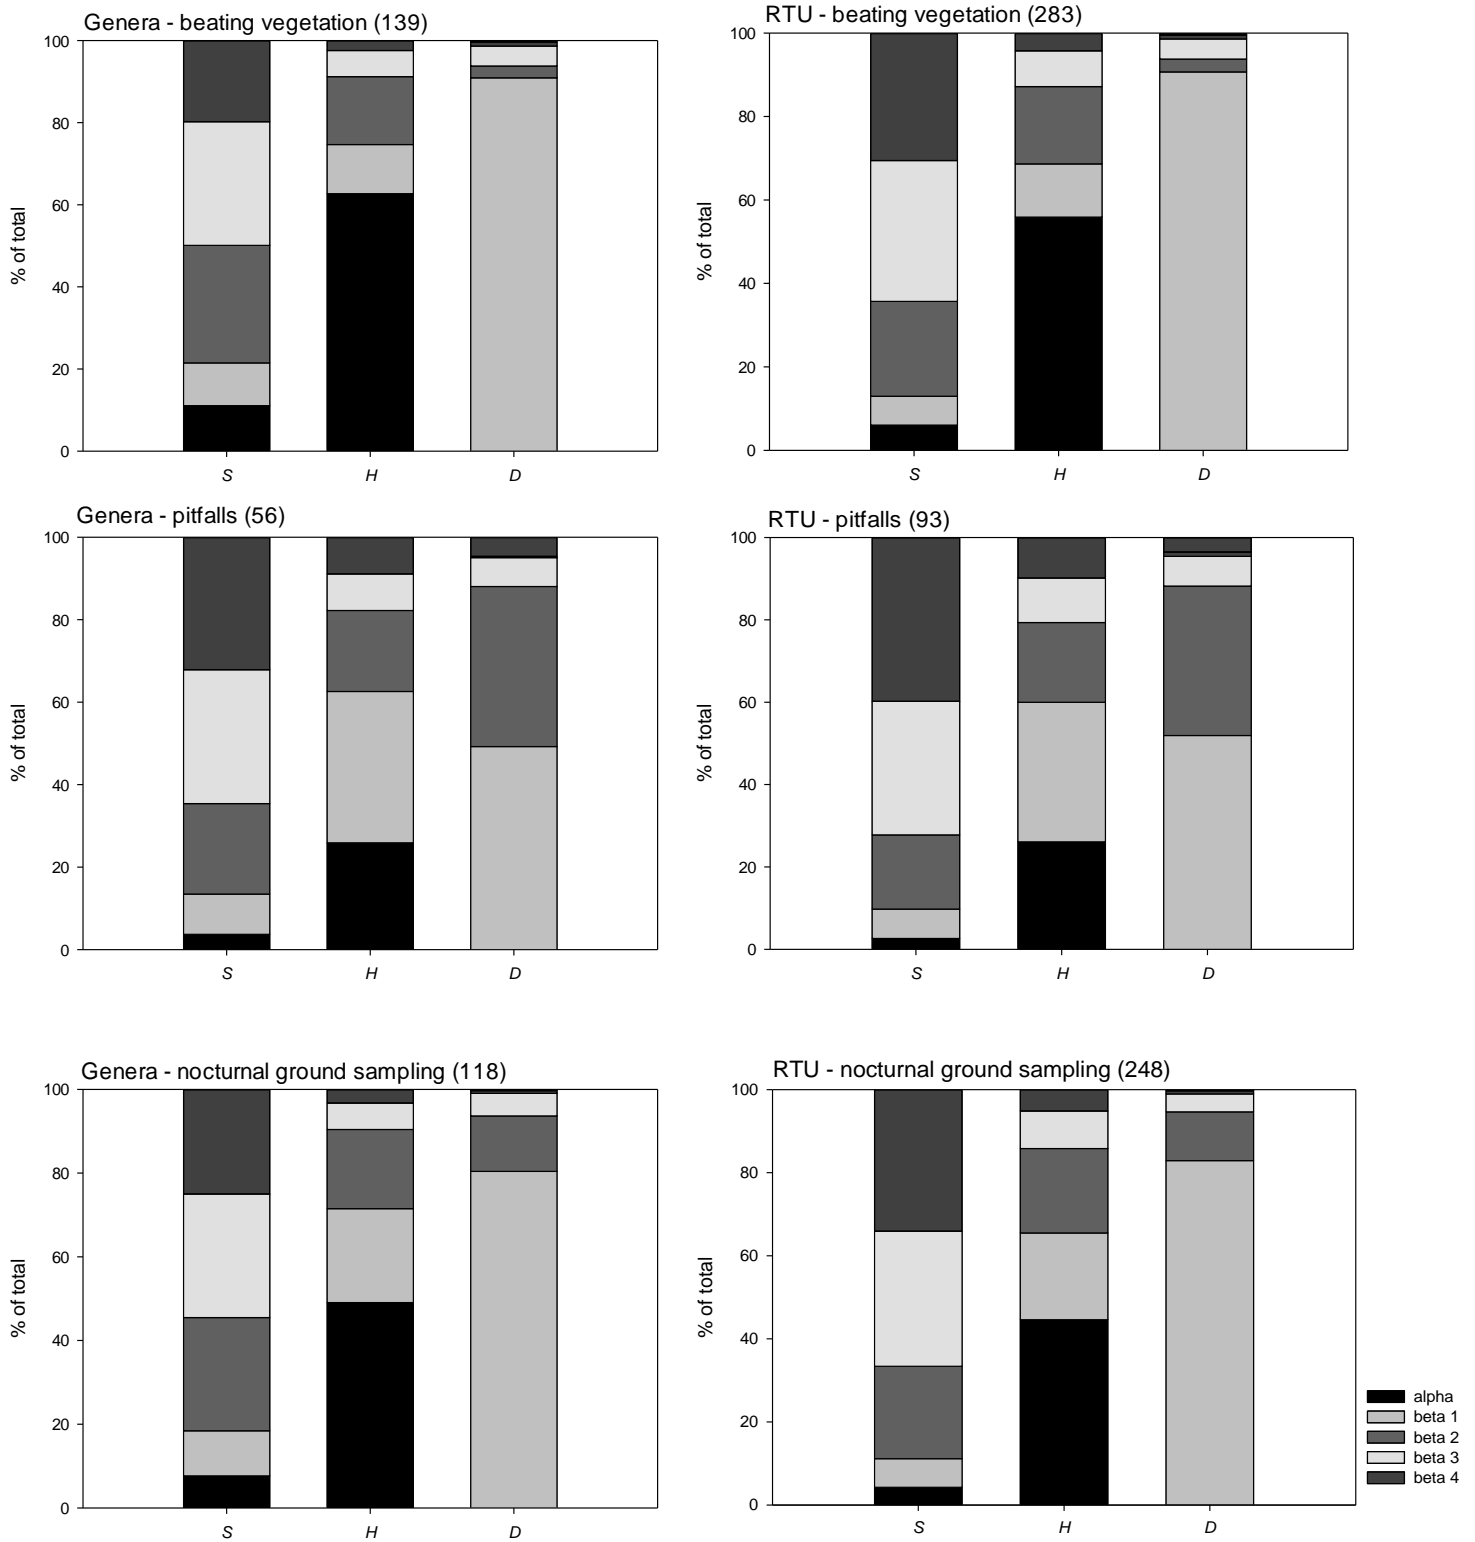 Genera - beating vegetation (139)
100
80
60
40
20
0
% of total
S H D
RTU - beating vegetation (283)
100
80
60
40
20
0
% of total
S H D
Genera - pitfalls (56)
100
80
60
40
20
0
% of total
S H D
RTU - pitfalls (93)
100
80
60
40
20
0
% of total
S H D
Genera - nocturnal ground sampling (118)
100
80
60
40
20
0
% of total
S H D
RTU - nocturnal ground sampling (248)
100
80
60
40
20
0
% of total
S H D
alpha
beta 1
beta 2
beta 3
beta 4